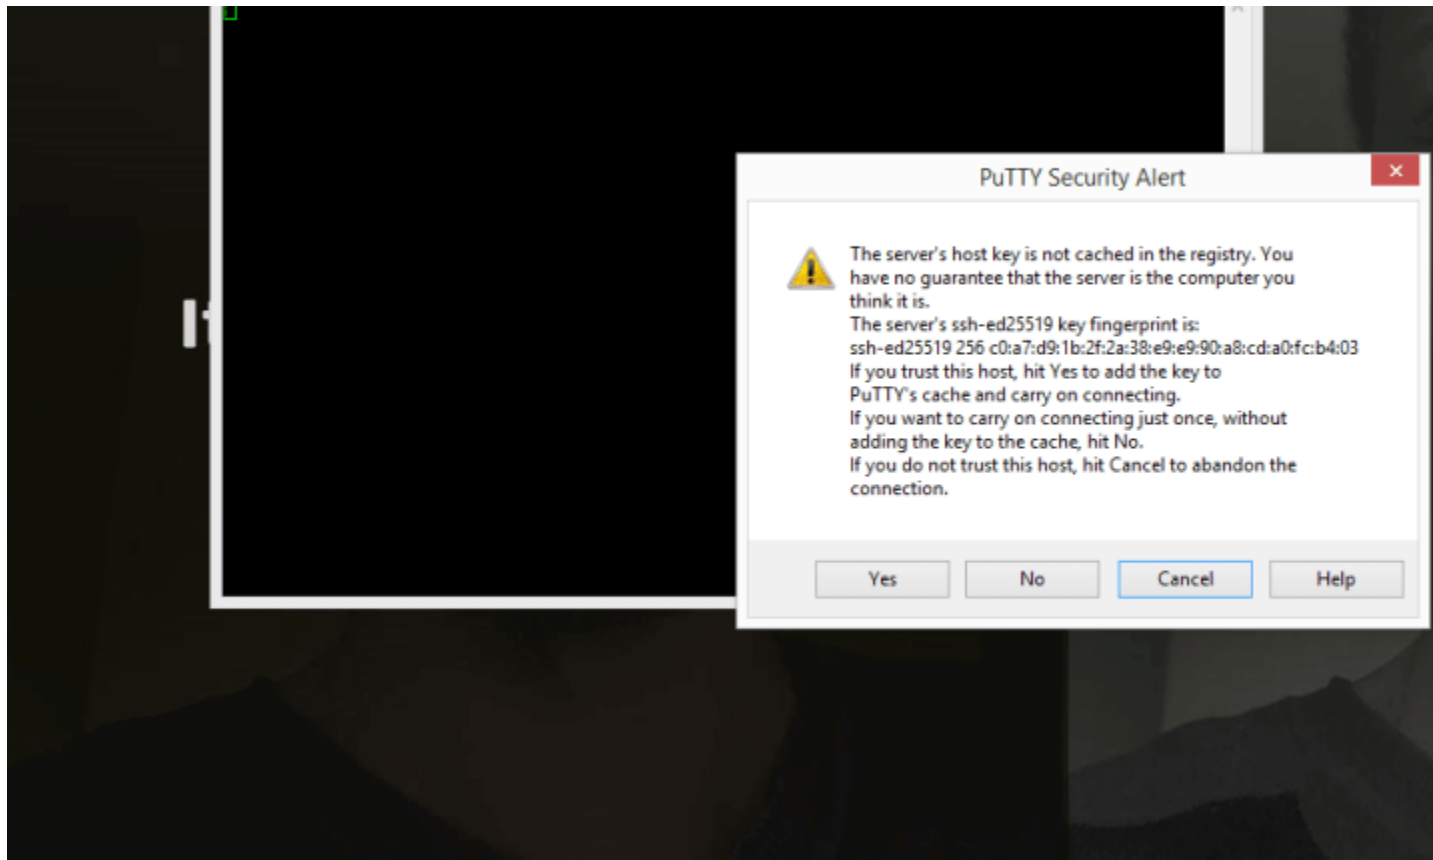 PuTTY Security Alert
The server's host key is not cached in the registry. You
have no guarantee that the server is the computer you
think it is.
The server's ssh-ed25519 key fingerprint is:
ssh-ed25519 256 c0:a7:d9:1b:2f:2a:38:e9:e9:90:a8:cd:a0:fc:b4:03
If you trust this host, hit Yes to add the key to
PuTTY's cache and carry on connecting.
If you want to carry on connecting just once, without
adding the key to the cache, hit No.
If you do not trust this host, hit Cancel to abandon the
connection.
Yes No Cancel Help